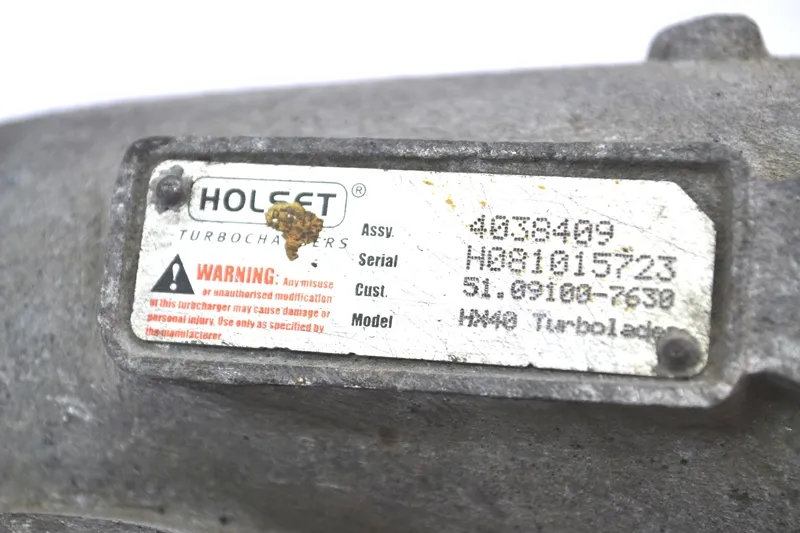 HOLSET®
TURBOCHARGERS
WARNING: Any misuse
or unauthorised modification
of this turbocharger may cause damage or
personal injury. Use only as specified by
the manufacturer
Assy. 4038409
Serial H081015723
Cust. 51.09100-7630
Model HX40 Turbolader